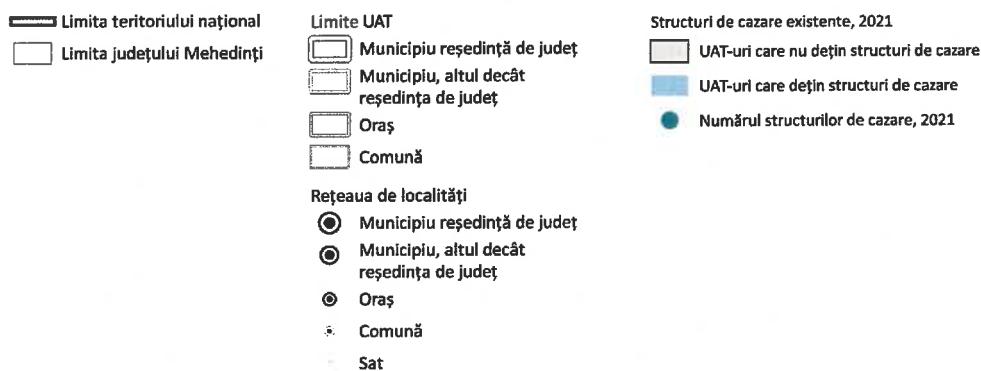 Limita teritoriului național
Limita județului Mehedinți
Limite UAT
Municipiu reședință de județ
Municipiu, altul decât
reședința de județ
Oraș
Comună
Rețeaua de localități
Municipiu reședință de județ
Municipiu, altul decât
reședința de județ
Oraș
Comună
Sat
Structuri de cazare existente, 2021
UAT-uri care nu dețin structuri de cazare
UAT-uri care dețin structuri de cazare
Numărul structurilor de cazare, 2021